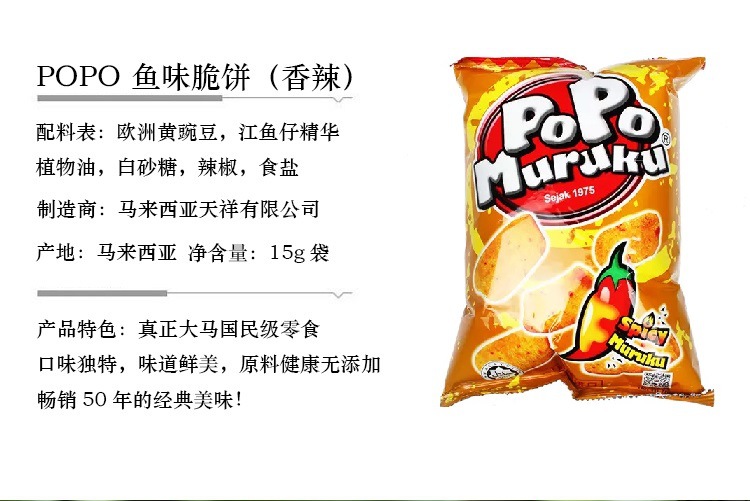 POPO 鱼味脆饼（香辣）
配料表：欧洲黄豌豆，江鱼仔精华
植物油，白砂糖，辣椒，食盐
制造商：马来西亚天祥有限公司
产地：马来西亚 净含量：15g 袋
产品特色：真正大马国民级零食
口味独特，味道鲜美，原料健康无添加
畅销 50 年的经典美味！
PoPo
Muruku®
Sejak 1975
Spicy
Muruku